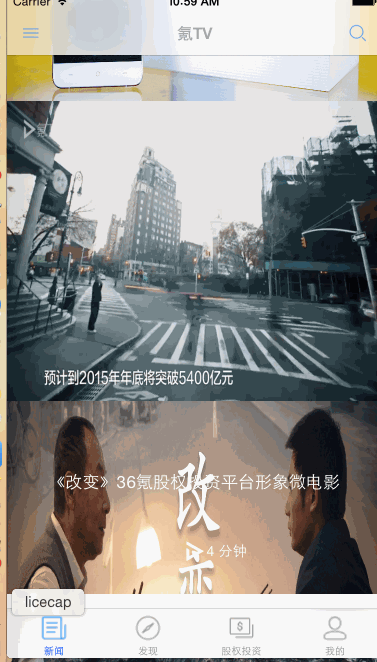 Carrier
10:59 AM
氪TV
预计到2015年年底将突破5400亿元
改变
《改变》36氪股权投资平台形象微电影
4 分钟
licecap
新闻
发现
股权投资
我的